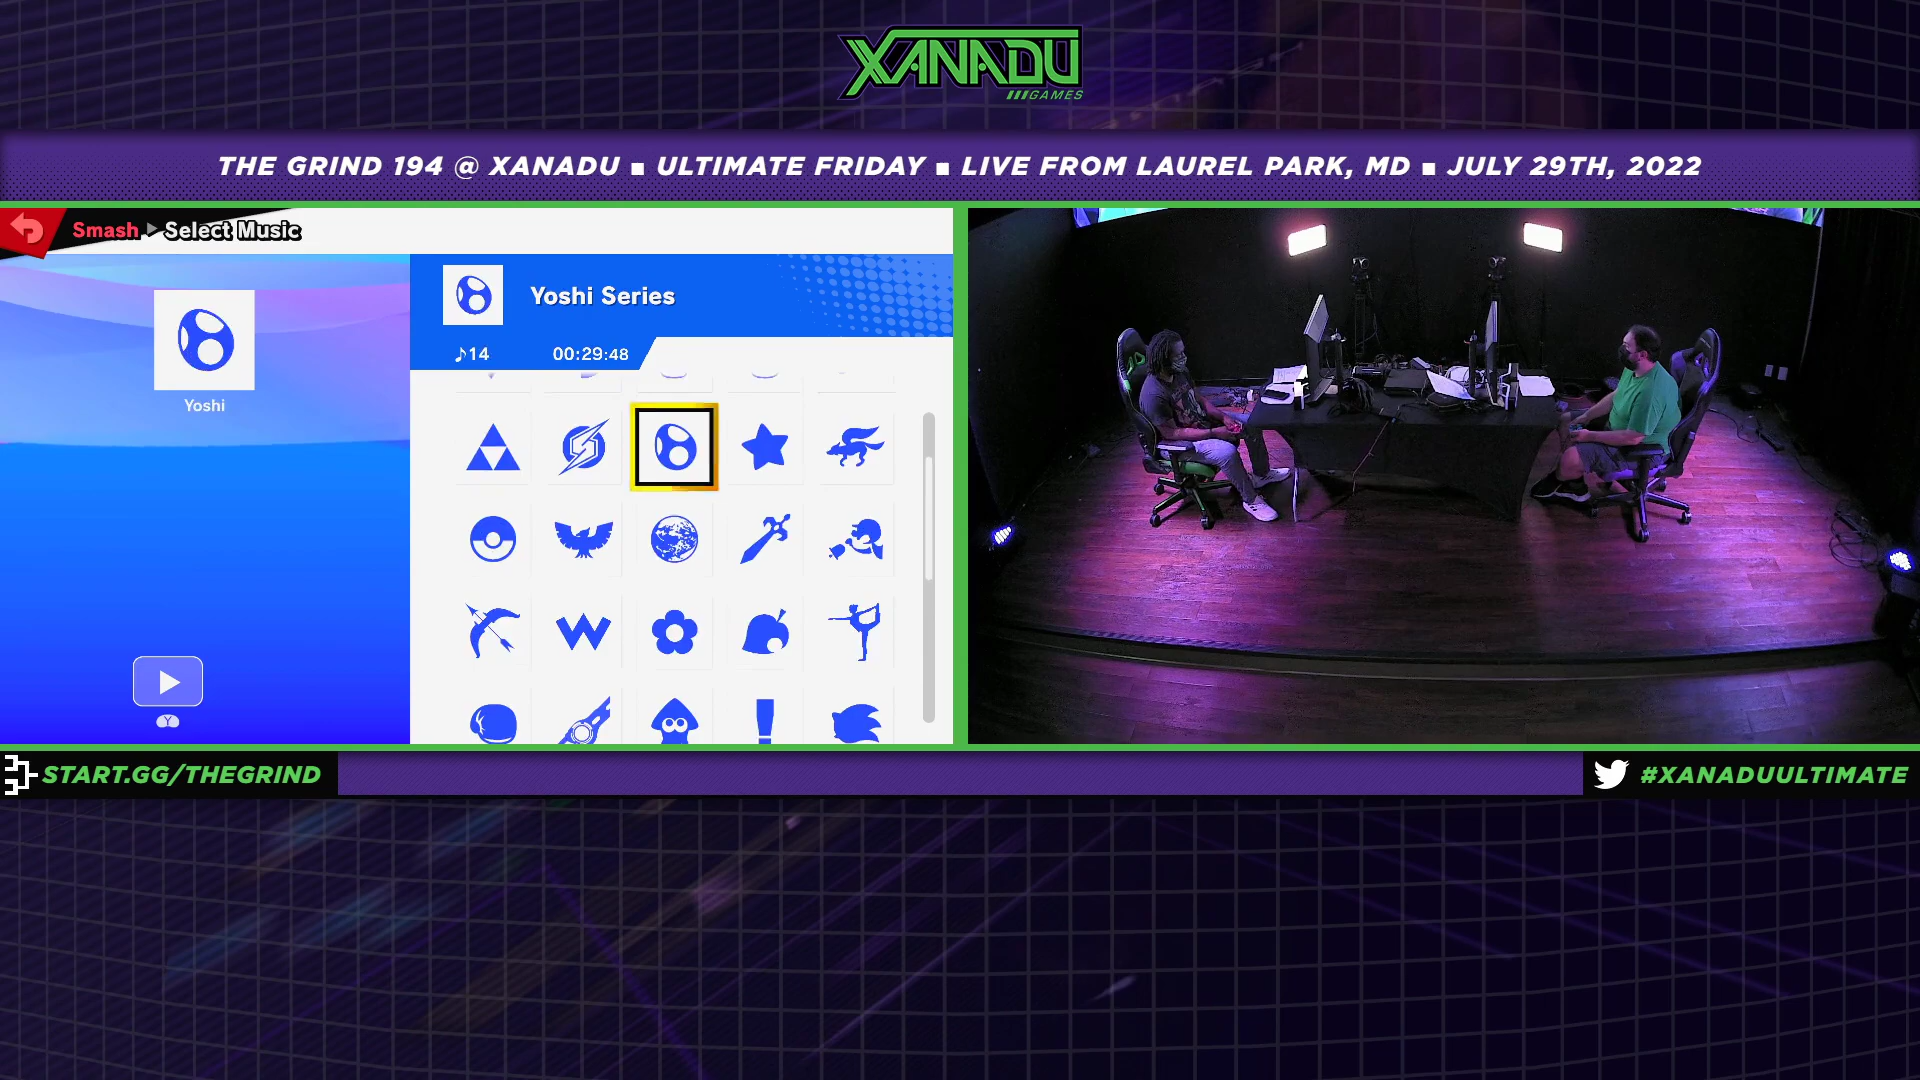 XANADU
GAMES
THE GRIND 194 @ XANADU ■ ULTIMATE FRIDAY ■ LIVE FROM LAUREL PARK, MD ■ JULY 29TH, 2022
Smash ▶ Select Music
Yoshi
Y
Yoshi Series
♪14 00:29:48
START.GG/THEGRIND
#XANADUULTIMATE